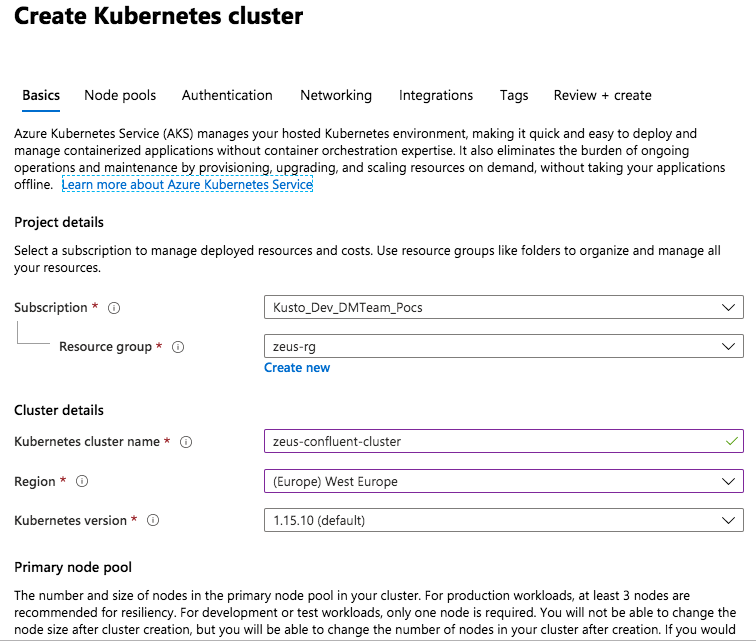 Create Kubernetes cluster
Basics Node pools Authentication Networking Integrations Tags Review + create
Azure Kubernetes Service (AKS) manages your hosted Kubernetes environment, making it quick and easy to deploy and
manage containerized applications without container orchestration expertise. It also eliminates the burden of ongoing
operations and maintenance by provisioning, upgrading, and scaling resources on demand, without taking your applications
offline. Learn more about Azure Kubernetes Service
Project details
Select a subscription to manage deployed resources and costs. Use resource groups like folders to organize and manage all
your resources.
Subscription * Kusto_Dev_DMTeam_Pocs
Resource group * zeus-rg
Create new
Cluster details
Kubernetes cluster name * zeus-confluent-cluster
Region * (Europe) West Europe
Kubernetes version * 1.15.10 (default)
Primary node pool
The number and size of nodes in the primary node pool in your cluster. For production workloads, at least 3 nodes are
recommended for resiliency. For development or test workloads, only one node is required. You will not be able to change the
node size after cluster creation, but you will be able to change the number of nodes in your cluster after creation. If you would